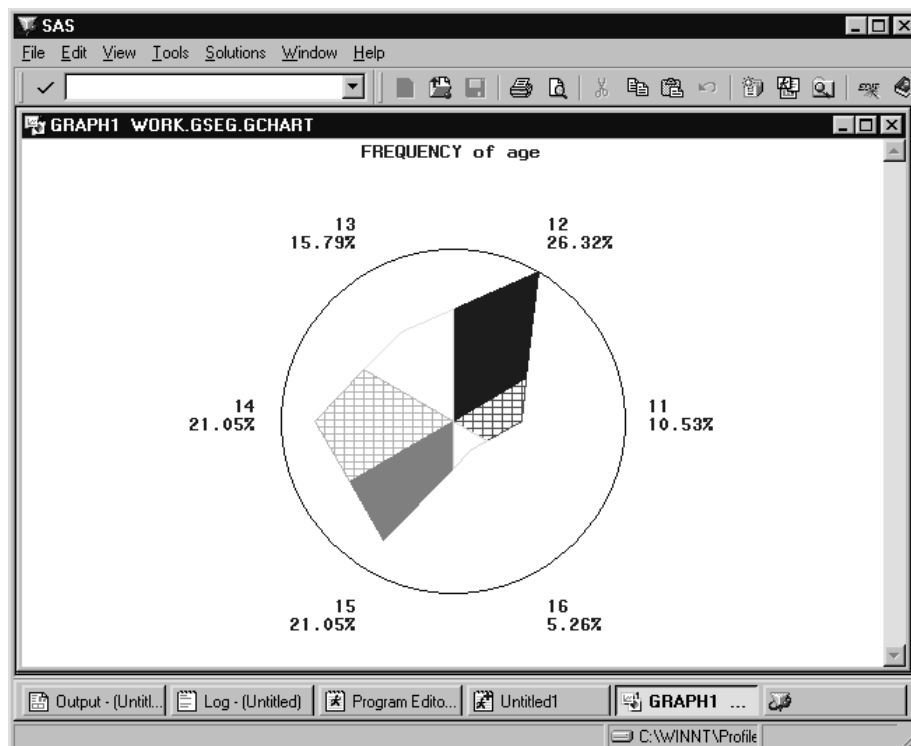 SAS
File Edit View Tools Solutions Window Help
GRAPH1 WORK.GSEG.GCHART
FREQUENCY of age
13
15.79%
12
26.32%
14
21.05%
11
10.53%
15
21.05%
16
5.26%
Output - (Untitl... Log - (Untitled) Program Edito... Untitled1 GRAPH1 ...
C:\WINNT\Profile